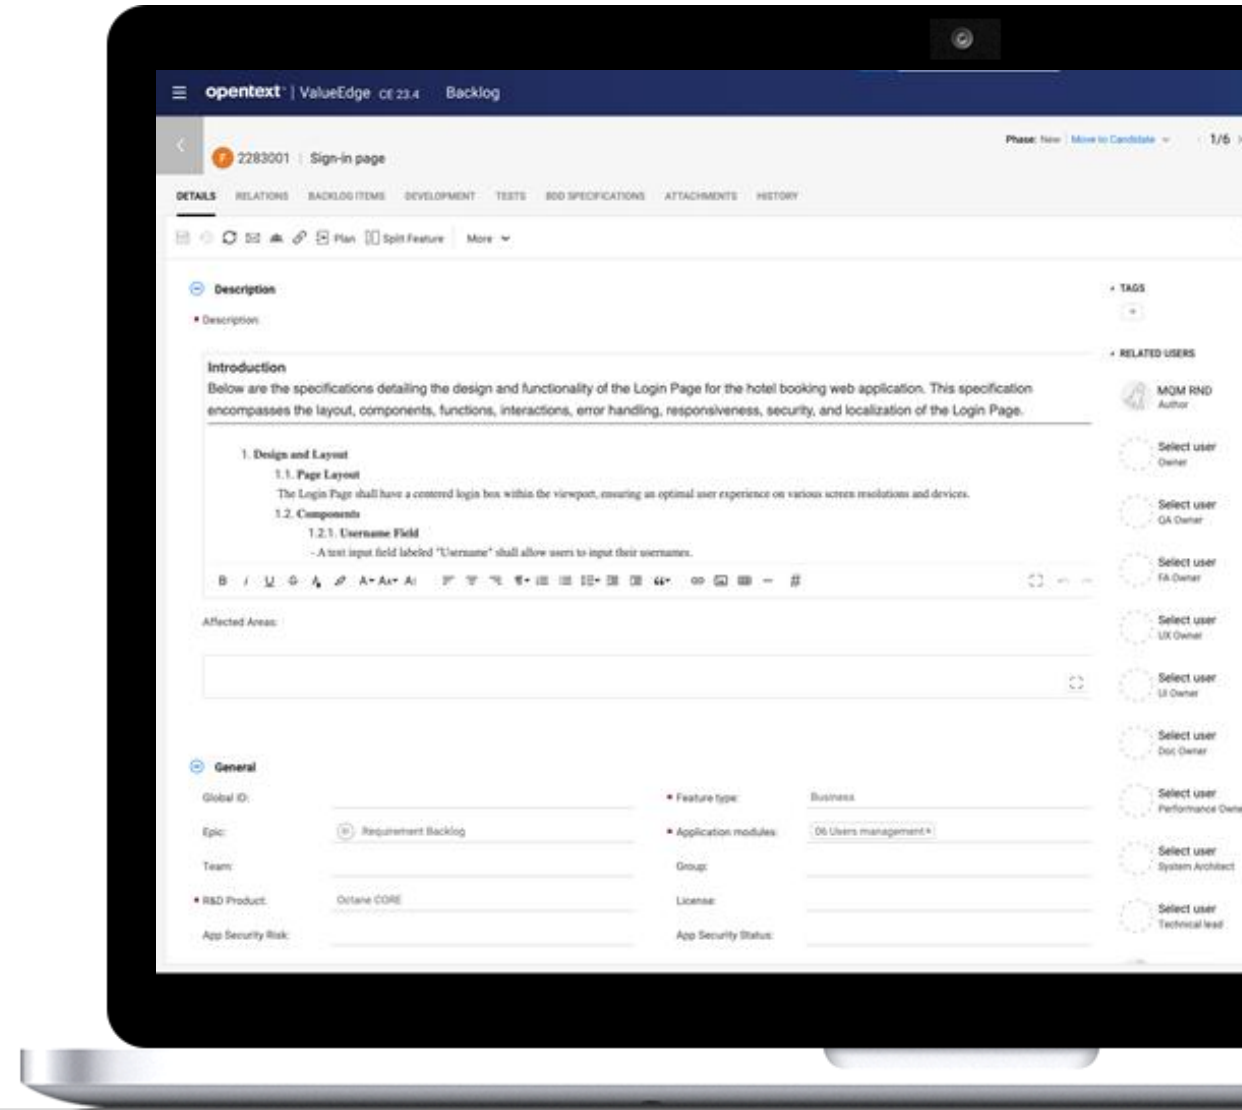 opentext™ | ValueEdge CE 23.4 Backlog
Phase: New Move to Candidate 1/6
F 2283001 | Sign-in page
DETAILS RELATIONS BACKLOG ITEMS DEVELOPMENT TESTS BDD SPECIFICATIONS ATTACHMENTS HISTORY
Plan Split Feature More
Description
Description:
Introduction
Below are the specifications detailing the design and functionality of the Login Page for the hotel booking web application. This specification
encompasses the layout, components, functions, interactions, error handling, responsiveness, security, and localization of the Login Page.
1. Design and Layout
1.1. Page Layout
The Login Page shall have a centered login box within the viewport, ensuring an optimal user experience on various screen resolutions and devices.
1.2. Components
1.2.1. Username Field
- A text input field labeled "Username" shall allow users to input their usernames.
B I U S
Affected Areas:
General
Global ID:
Feature type: Business
Epic: Requirement Backlog
Application modules: 06 Users management
Team:
Group:
R&D Product: Octane CORE
License:
App Security Risk:
App Security Status:
TAGS
+
RELATED USERS
MQM RND
Author
Select user
Owner
Select user
QA Owner
Select user
FA Owner
Select user
UX Owner
Select user
UI Owner
Select user
Doc Owner
Select user
Performance Owne
Select user
System Architect
Select user
Technical lead